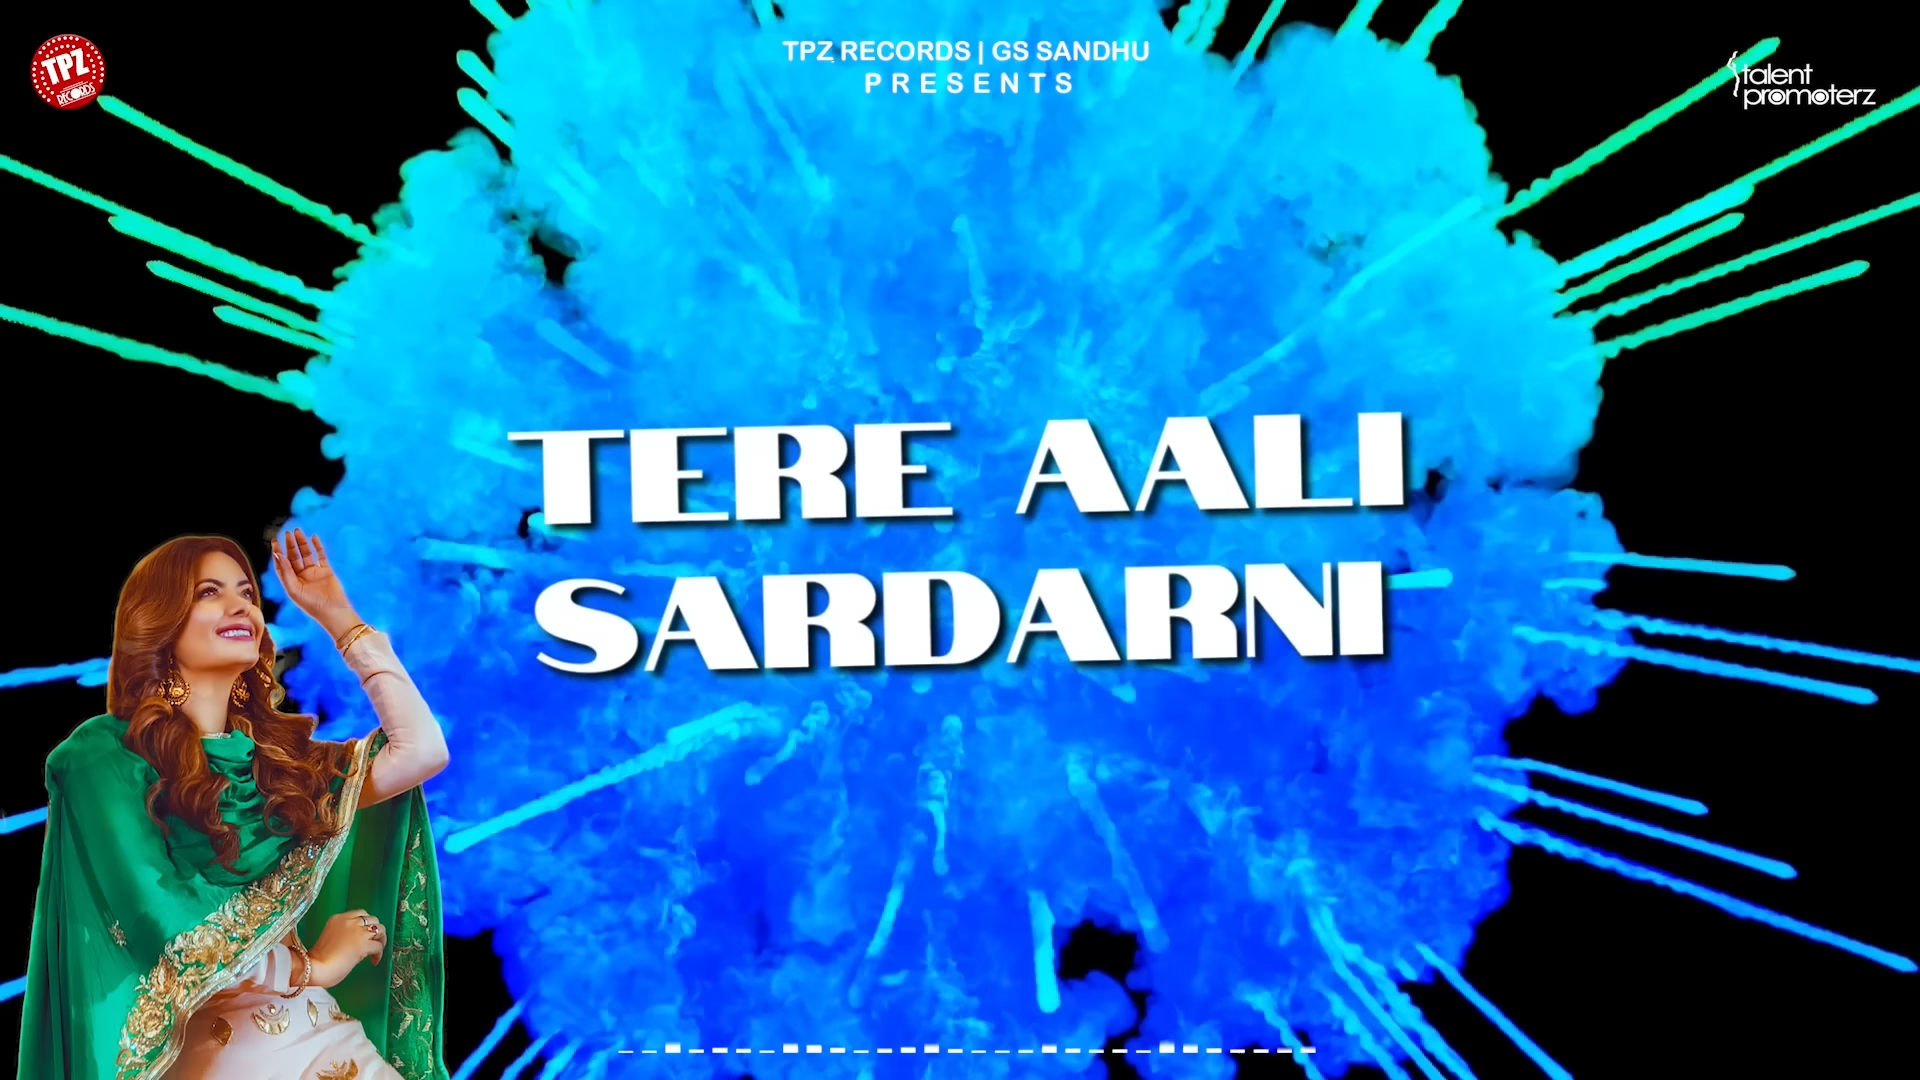 TPZ RECORDS | GS SANDHU
PRESENTS
TPZ
RECORDS
talent
promoterz
TERE AALI
SARDARNI